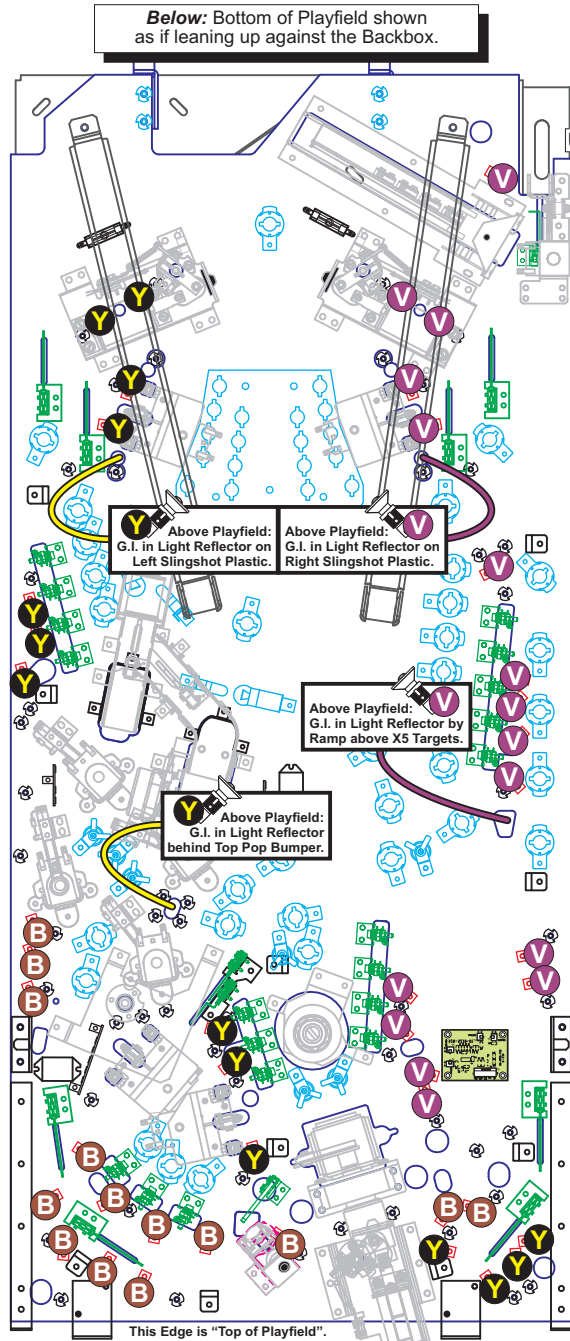 Below: Bottom of Playfield shown
as if leaning up against the Backbox.
V
Y
V
Y
V
Y
V
Y
V
Y
Above Playfield:
G.I. in Light Reflector on
Left Slingshot Plastic.
V
Above Playfield:
G.I. in Light Reflector on
Right Slingshot Plastic.
V
Y
Y
Y
V
V
V
V
V
Above Playfield:
G.I. in Light Reflector by
Ramp above X5 Targets.
Y
Above Playfield:
G.I. in Light Reflector
behind Top Pop Bumper.
B
B
B
V
V
V
V
Y
Y
V
V
Y
B
B
B
B
B
B
B
B
B
B
B
Y
Y
Y
Y
This Edge is “Top of Playfield”.